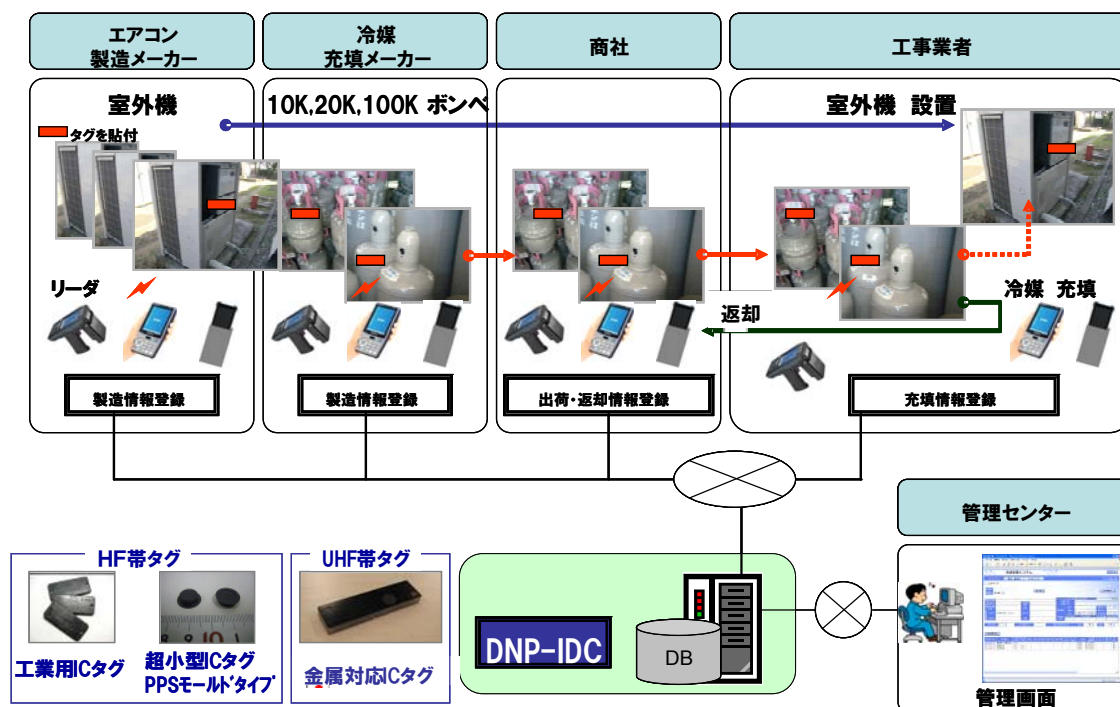 エアコン
製造メーカー
冷媒
充填メーカー
商社
工事業者
室外機
10K,20K,100K ボンベ
室外機 設置
タグを貼付
リーダ
返却
冷媒 充填
製造情報登録
製造情報登録
出荷・返却情報登録
充填情報登録
管理センター
HF帯タグ
UHF帯タグ
9 10 1
工業用ICタグ
超小型ICタグ
PPSモールドタイプ
金属対応ICタグ
DNP-IDC
DB
管理画面